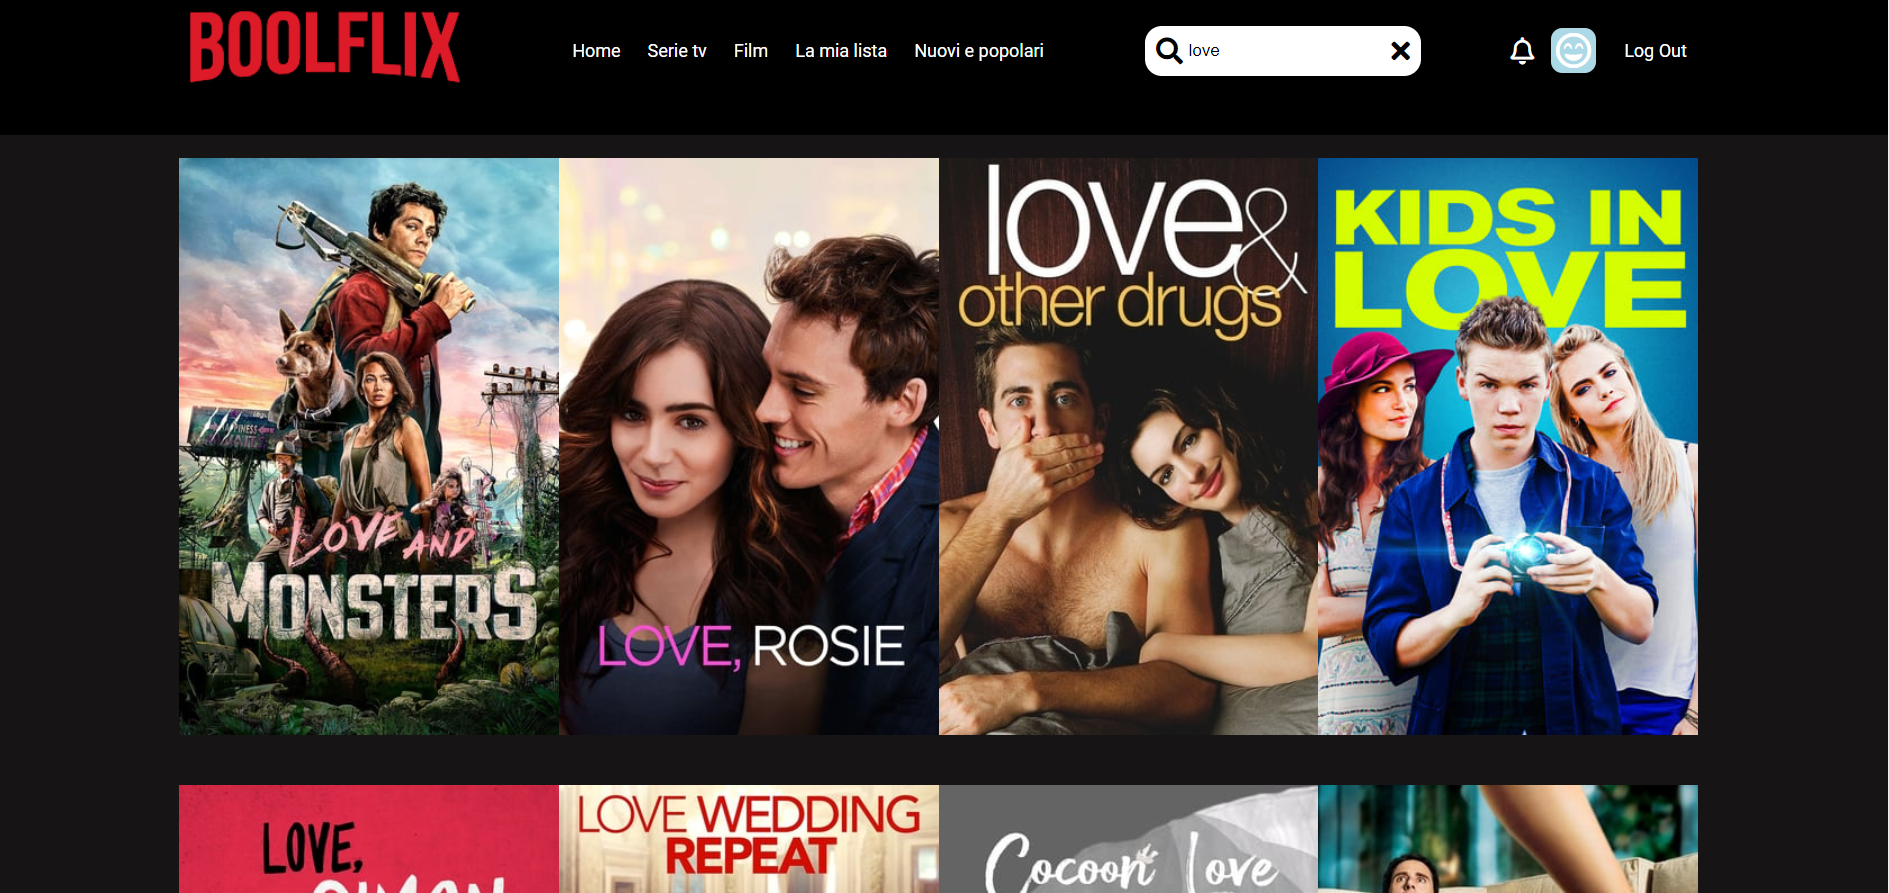 BOOLFLIX
Home Serie tv Film La mia lista Nuovi e popolari
love
Log Out
LOVE AND
MONSTERS
LOVE, ROSIE
love &
other drugs
KIDS IN
LOVE
LOVE,
LOVE WEDDING
REPEAT
Cocoon Love